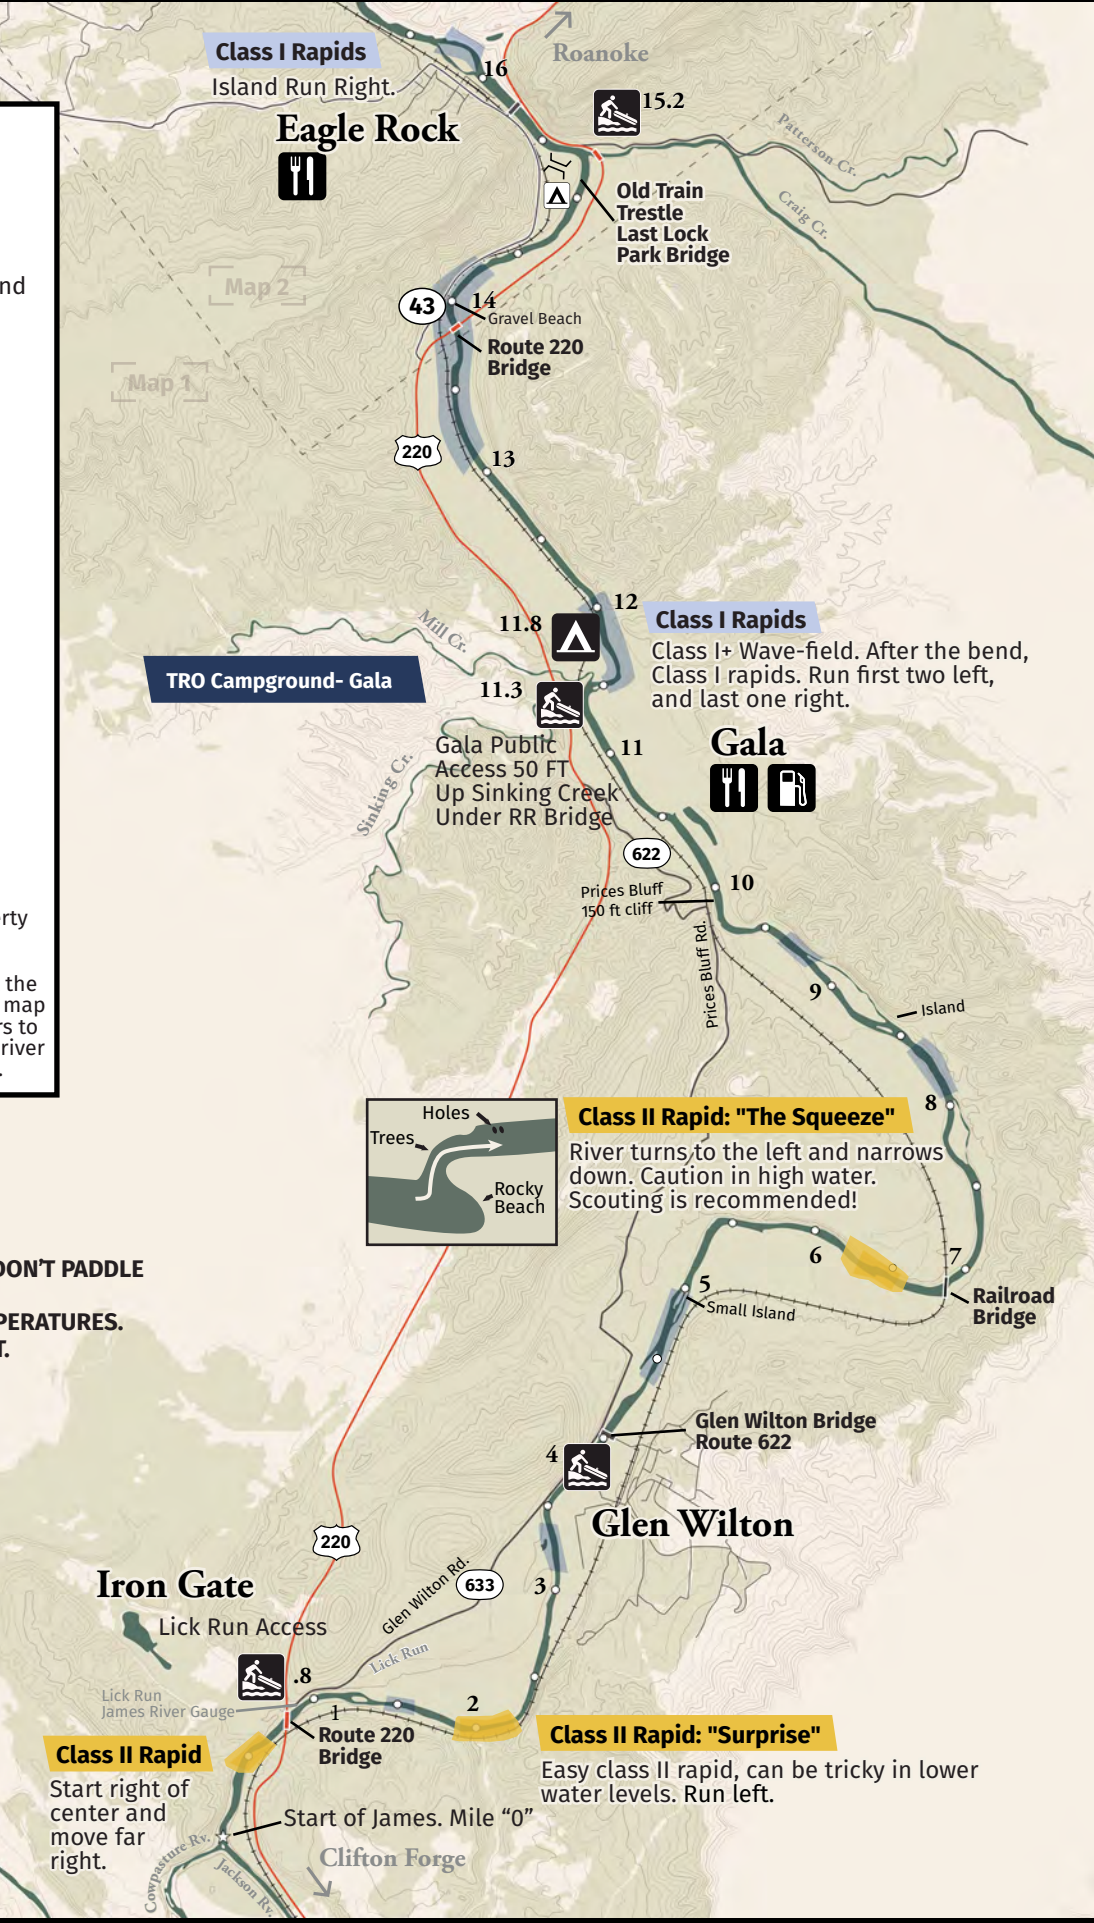 Class I Rapids
Island Run Right.
Eagle Rock
16
Roanoke
15.2
Patterson Cr.
Craig Cr.
Old Train
Trestle
Last Lock
Park Bridge
nd
Map 2
Map 1
43
14
Gravel Beach
Route 220
Bridge
220
13
12
11.8
Mill Cr.
TRO Campground- Gala
11.3
Class I Rapids
Class I+ Wave-field. After the bend,
Class I rapids. Run first two left,
and last one right.
Gala
11
Gala Public
Access 50 FT
Up Sinking Creek
Under RR Bridge
Sinking Cr.
622
10
Prices Bluff
150 ft cliff
Prices Bluff Rd.
erty
the
map
rs to
river
.
9
Island
8
Class II Rapid: "The Squeeze"
River turns to the left and narrows
down. Caution in high water.
Scouting is recommended!
Holes
Trees
Rocky
Beach
DON'T PADDLE
PERATURES.
T.
6
7
Railroad
Bridge
5
Small Island
Glen Wilton Bridge
Route 622
4
Glen Wilton
220
Iron Gate
Lick Run Access
Glen Wilton Rd.
633
3
Lick Run
.8
Lick Run
James River Gauge
1
2
Route 220
Bridge
Class II Rapid
Start right of
center and
move far
right.
Class II Rapid: "Surprise"
Easy class II rapid, can be tricky in lower
water levels. Run left.
Start of James. Mile “0”
Cowpasture Rv.
Jackson Rv.
Clifton Forge